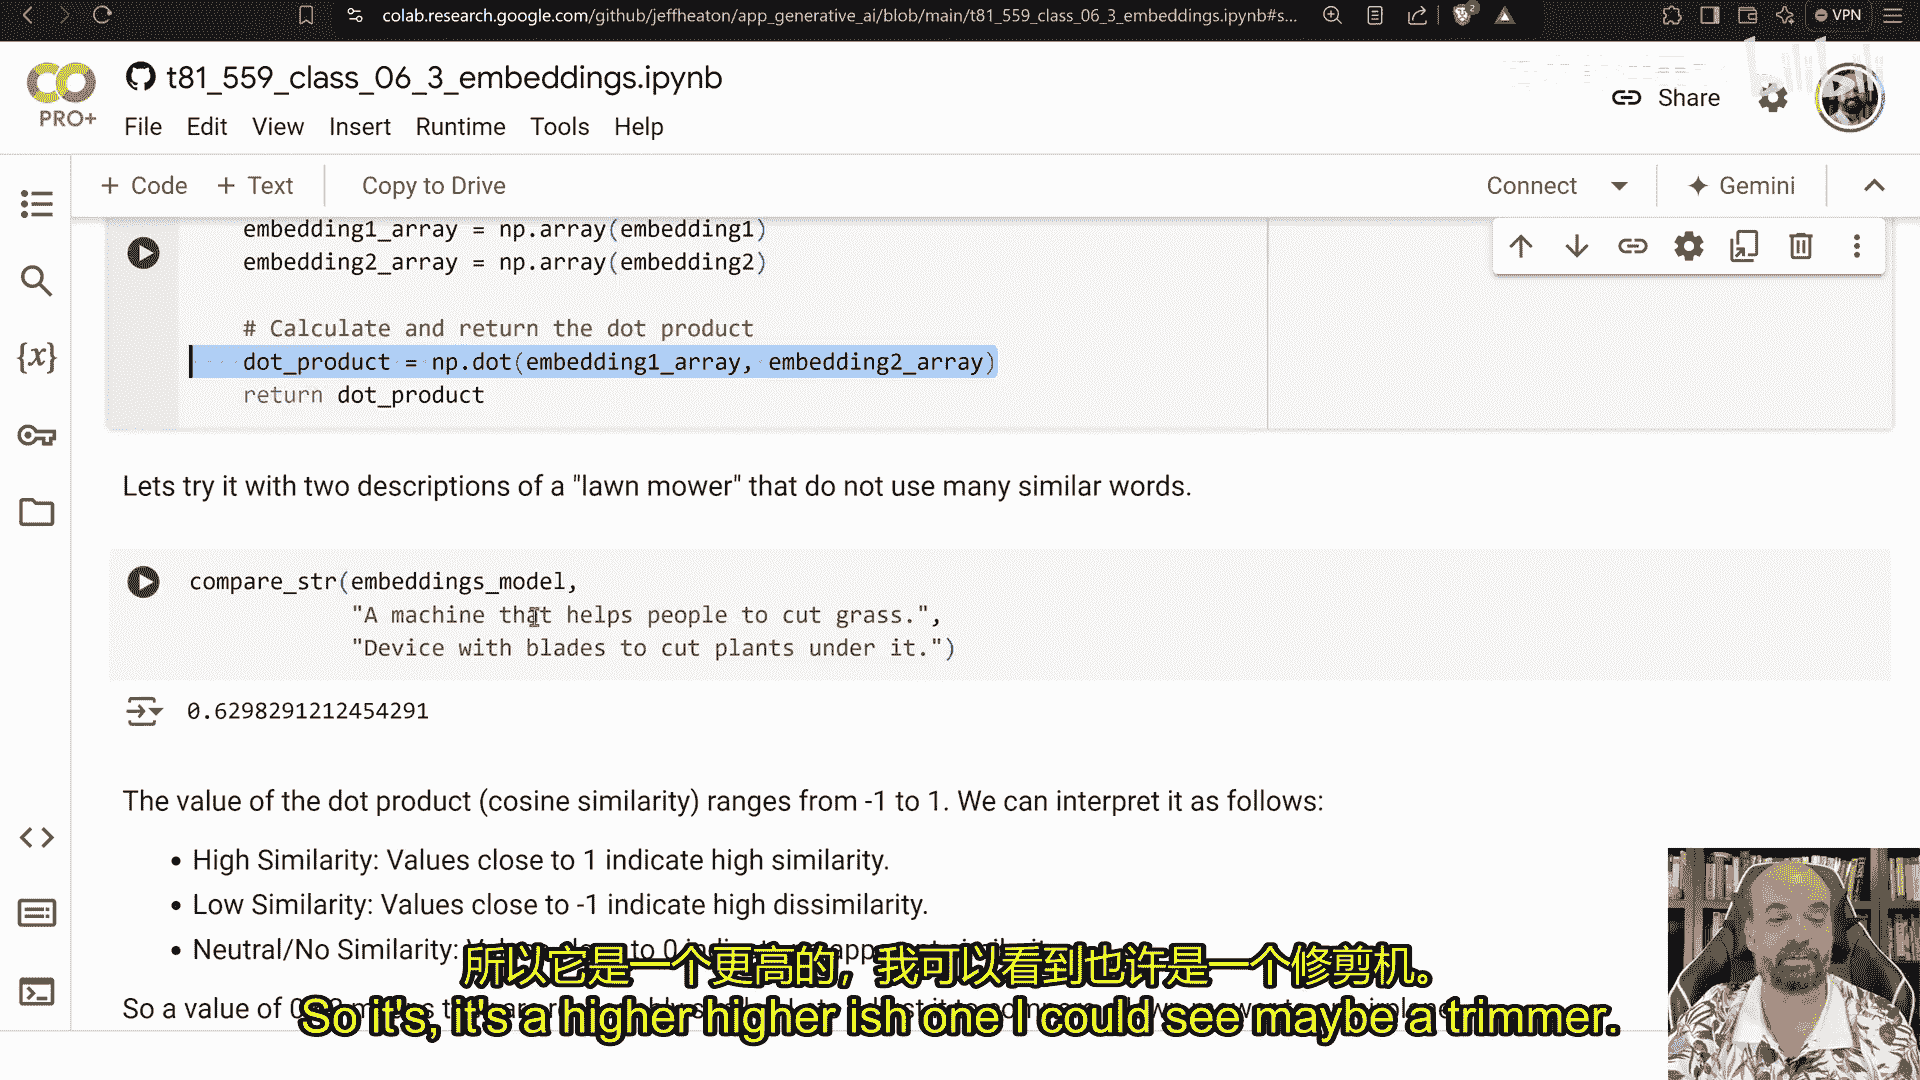 colab.research.google.com/github/jeffheaton/app_generative_ai/blob/main/t81_559_class_06_3_embeddings.ipynb#s...
2
VPN
CO
PRO+
t81_559_class_06_3_embeddings.ipynb
Share
File Edit View Insert Runtime Tools Help
+ Code + Text Copy to Drive Connect Gemini
embedding1_array = np.array(embedding1)
embedding2_array = np.array(embedding2)
# Calculate and return the dot product
dot_product = np.dot(embedding1_array, embedding2_array)
return dot_product
Lets try it with two descriptions of a "lawn mower" that do not use many similar words.
compare_str(embeddings_model,
"A machine that helps people to cut grass.",
"Device with blades to cut plants under it.")
0.6298291212454291
The value of the dot product (cosine similarity) ranges from -1 to 1. We can interpret it as follows:
• High Similarity: Values close to 1 indicate high similarity.
• Low Similarity: Values close to -1 indicate high dissimilarity.
• Neutral/No Similarity:
所以它是一个更高的，我可以看到也许是一个修剪机。
So a value of
So it's, it's a higher higher ish one I could see maybe a trimmer.